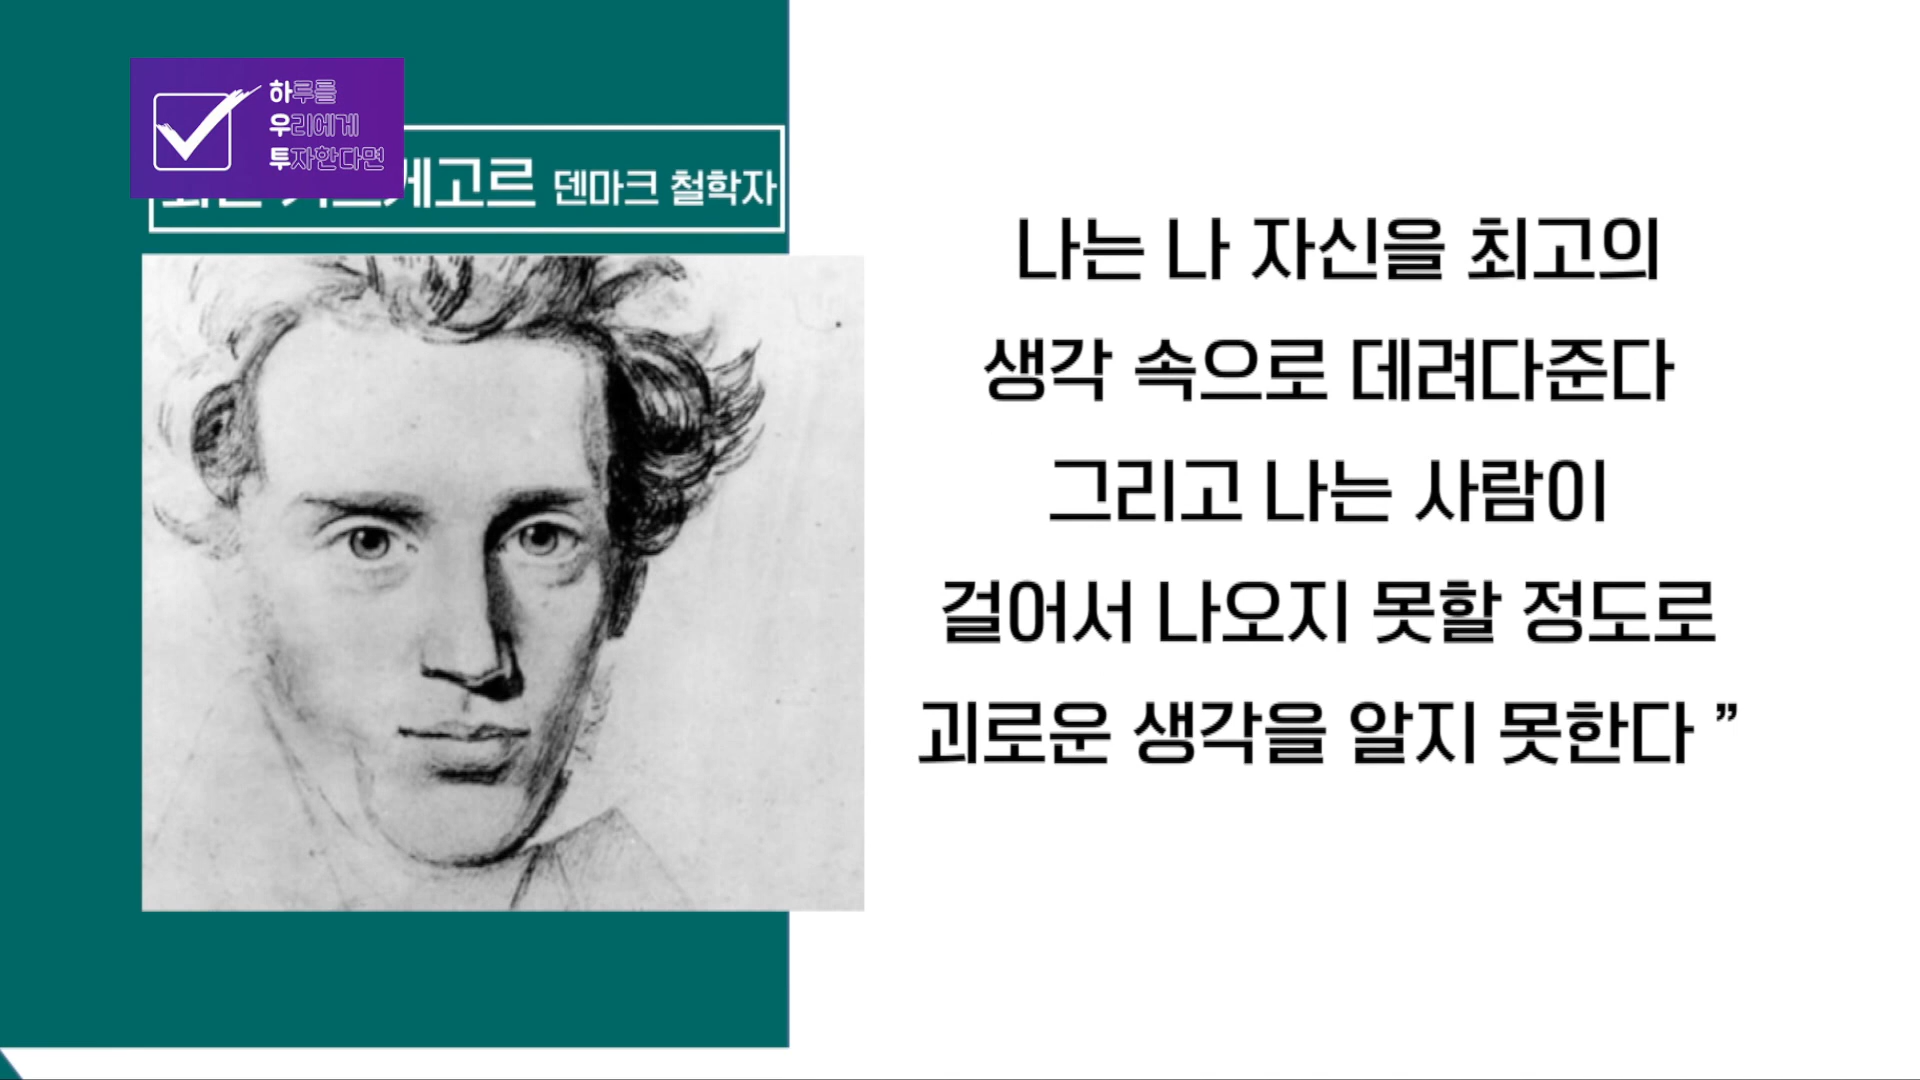 하루를
우리에게
투자한다면
케고르 덴마크 철학자
나는 나 자신을 최고의
생각 속으로 데려다준다
그리고 나는 사람이
걸어서 나오지 못할 정도로
괴로운 생각을 알지 못한다 ”